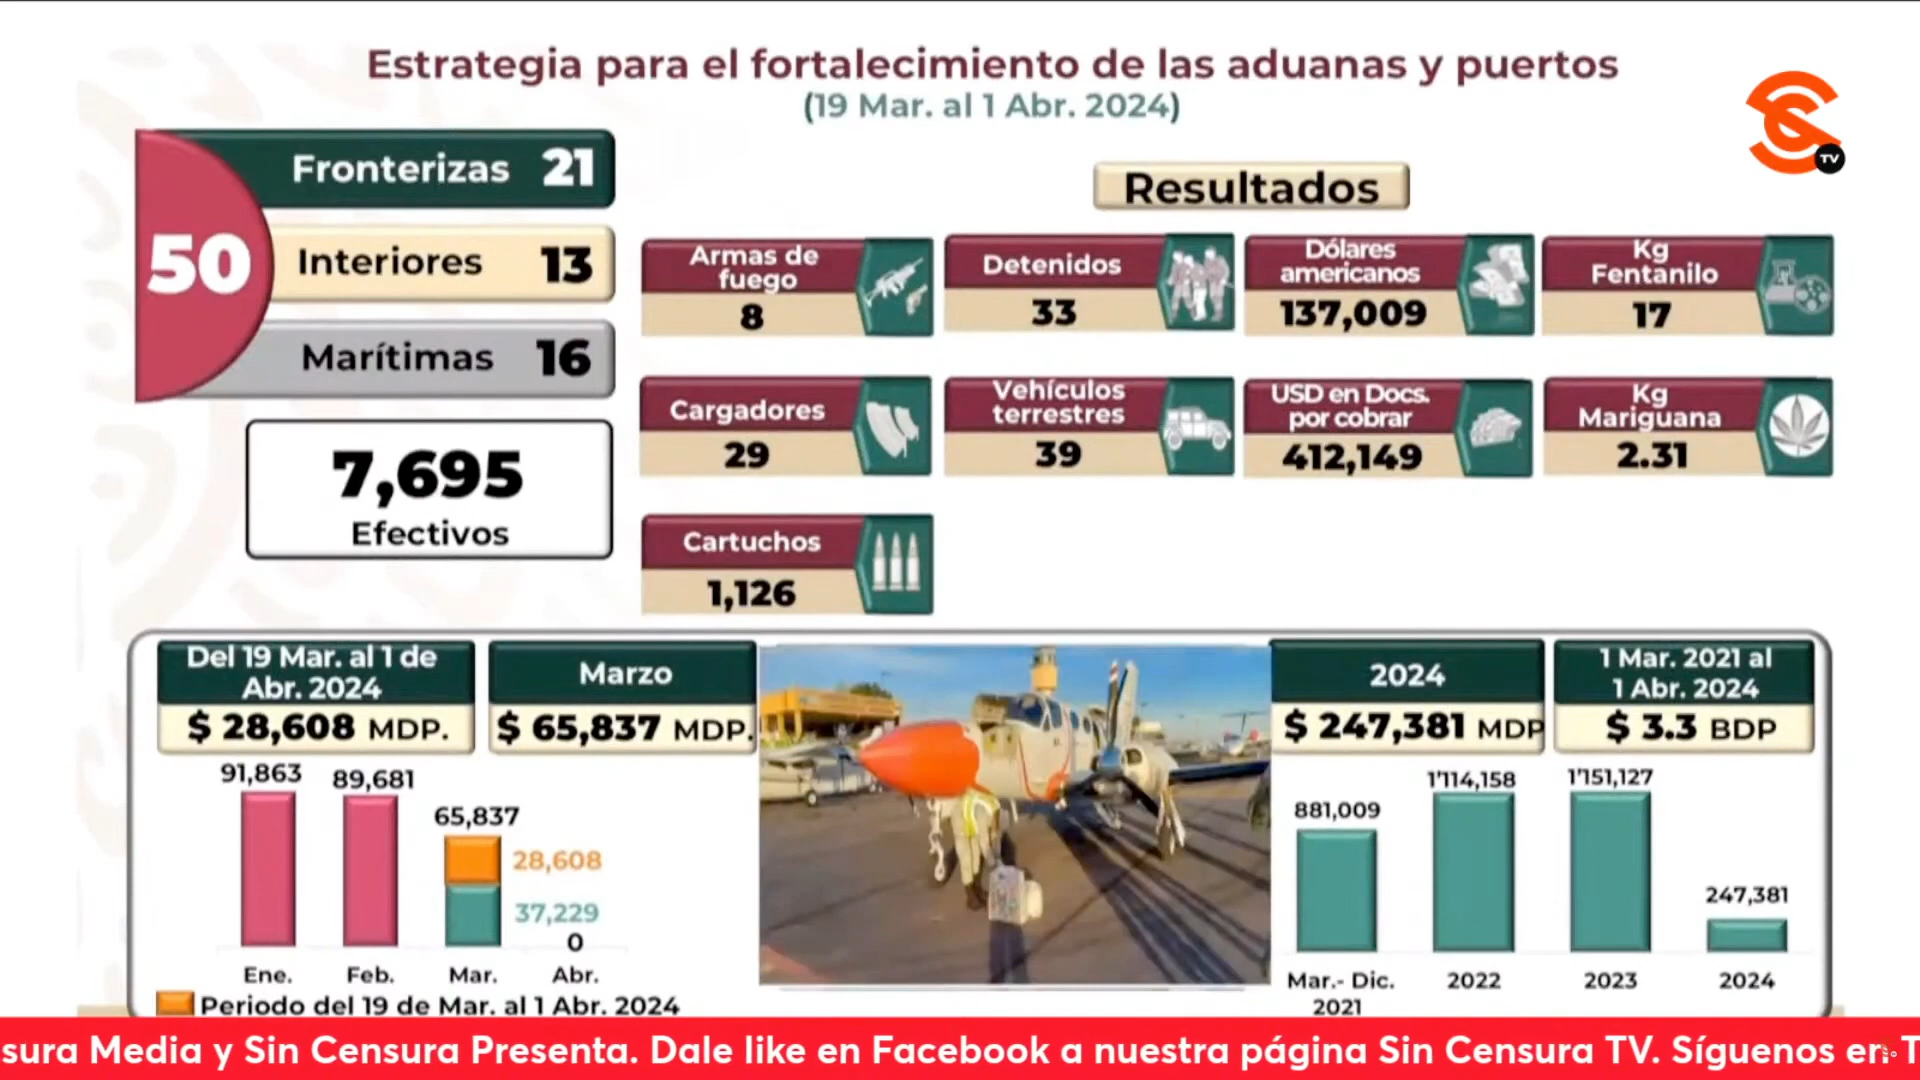 Estrategia para el fortalecimiento de las aduanas y puertos
(19 Mar. al 1 Abr. 2024)
TV
50
Fronterizas 21
Interiores 13
Marítimas 16
7,695
Efectivos
Resultados
Armas de
fuego
8
Detenidos
33
Dólares
americanos
137,009
Kg
Fentanilo
17
Cargadores
29
Vehículos
terrestres
39
USD en Docs.
por cobrar
412,149
Kg
Mariguana
2.31
Cartuchos
1,126
Del 19 Mar. al 1 de
Abr. 2024
$ 28,608 MDP.
Marzo
$ 65,837 MDP.
91,863
89,681
65,837
28,608
37,229
0
Ene.
Feb.
Mar.
Abr.
Periodo del 19 de Mar. al 1 Abr. 2024
2024
$ 247,381 MDP
1 Mar. 2021 al
1 Abr. 2024
$ 3.3 BDP
881,009
1'114,158
1'151,127
247,381
Mar.- Dic.
2021
2022
2023
2024
sura Media y Sin Censura Presenta. Dale like en Facebook a nuestra página Sin Censura TV. Síguenos en T